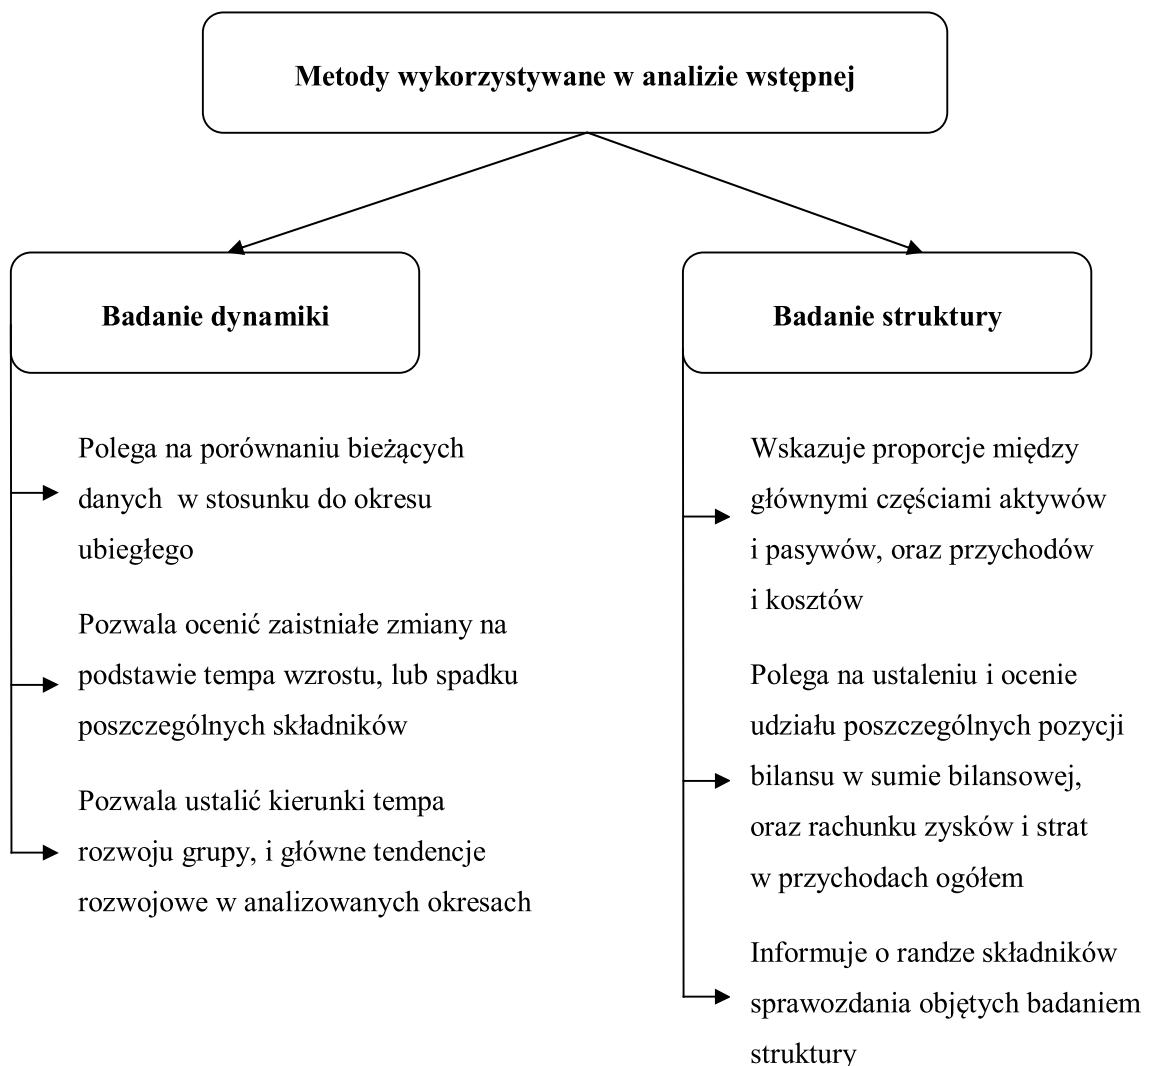 Metody wykorzystywane w analizie wstępnej
Badanie dynamiki
Polega na porównaniu bieżących
danych w stosunku do okresu
ubiegłego
Pozwala ocenić zaistniałe zmiany na
podstawie tempa wzrostu, lub spadku
poszczególnych składników
Pozwala ustalić kierunki tempa
rozwoju grupy, i główne tendencje
rozwojowe w analizowanych okresach
Badanie struktury
Wskazuje proporcje między
głównymi częściami aktywów
i pasywów, oraz przychodów
i kosztów
Polega na ustaleniu i ocenie
udziału poszczególnych pozycji
bilansu w sumie bilansowej,
oraz rachunku zysków i strat
w przychodach ogółem
Informuje o randze składników
sprawozdania objętych badaniem
struktury